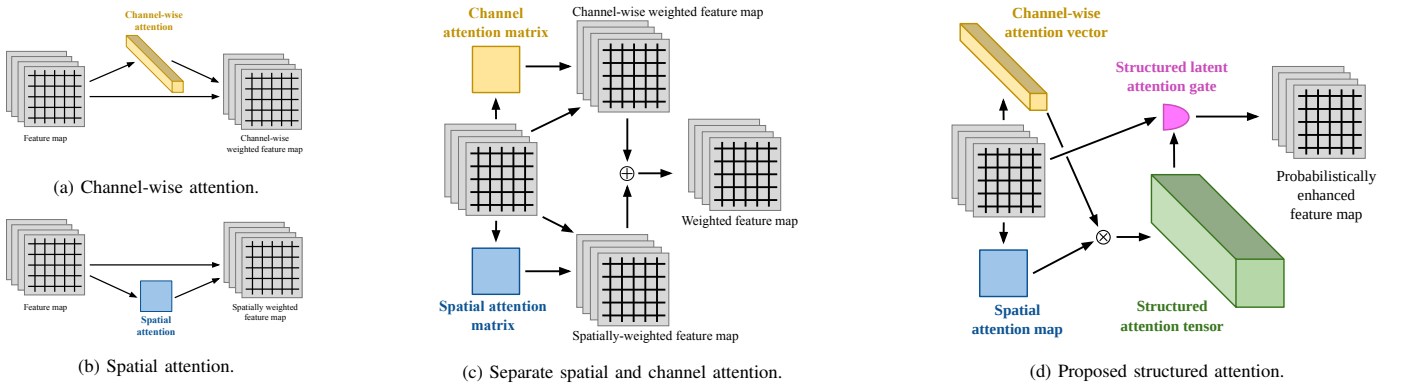 Channel-wise
attention
Feature map
Channel-wise
weighted feature map
(a) Channel-wise attention.
Feature map
Spatial
attention
Spatially weighted
feature map
(b) Spatial attention.
Channel
attention matrix
Channel-wise weighted feature map
⊕
Weighted feature map
Spatial attention
matrix
Spatially-weighted feature map
(c) Separate spatial and channel attention.
Channel-wise
attention vector
Structured latent
attention gate
Probabilistically
enhanced
feature map
⊗
Spatial
attention map
Structured
attention tensor
(d) Proposed structured attention.